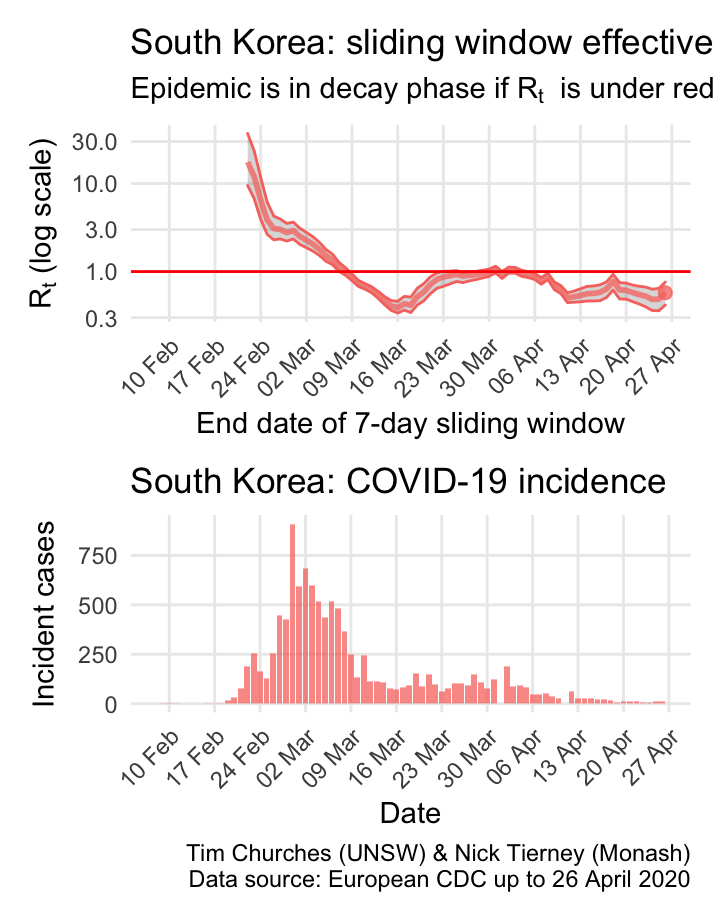 South Korea: sliding window effective
Epidemic is in decay phase if Rt is under red
30.0
10.0
3.0
1.0
0.3
Rt (log scale)
10 Feb
17 Feb
24 Feb
02 Mar
09 Mar
16 Mar
23 Mar
30 Mar
06 Apr
13 Apr
20 Apr
27 Apr
End date of 7-day sliding window
South Korea: COVID-19 incidence
750
500
250
0
Incident cases
10 Feb
17 Feb
24 Feb
02 Mar
09 Mar
16 Mar
23 Mar
30 Mar
06 Apr
13 Apr
20 Apr
27 Apr
Date
Tim Churches (UNSW) & Nick Tierney (Monash)
Data source: European CDC up to 26 April 2020